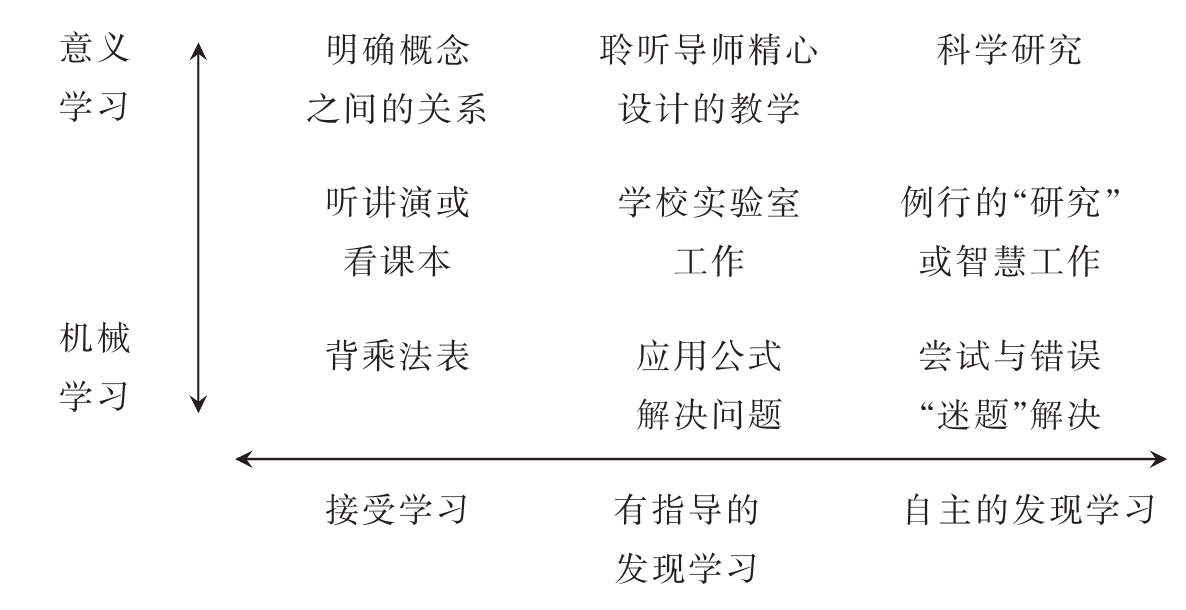 意义
学习
明确概念
之间的关系
聆听导师精心
设计的教学
科学研究
听讲演或
看课本
学校实验室
工作
例行的“研究”
或智慧工作
机械
学习
背乘法表
应用公式
解决问题
尝试与错误
“迷题”解决
接受学习
有指导的
发现学习
自主的发现学习